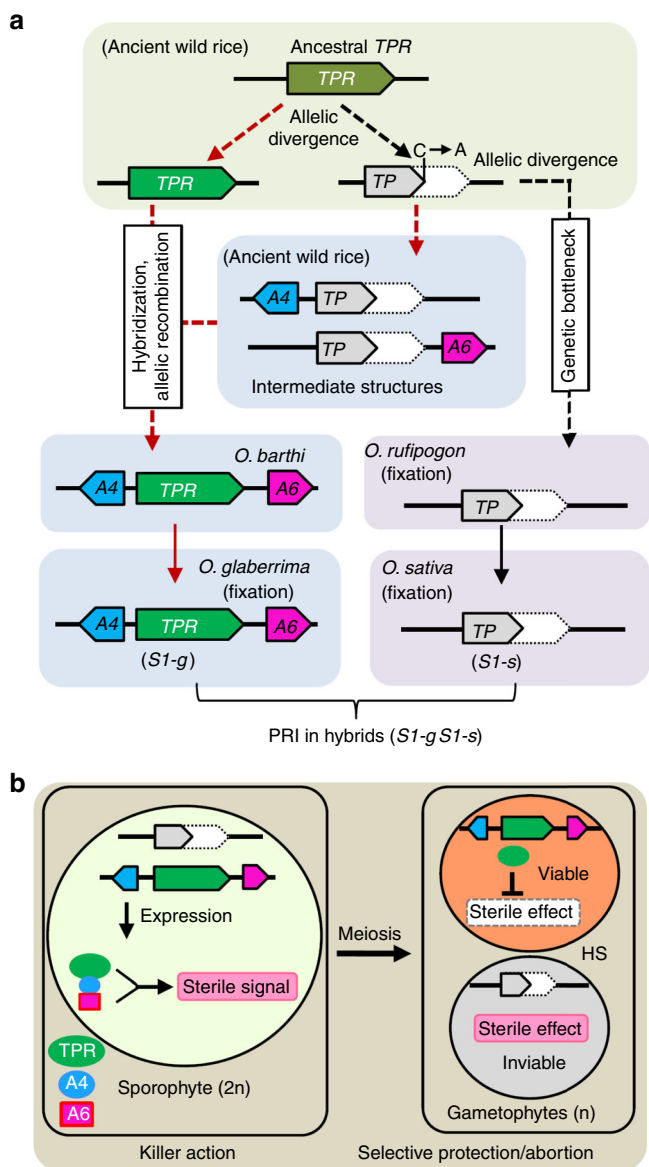 a
(Ancient wild rice)
Ancestral TPR
TPR
Allelic
divergence
C → A
Allelic divergence
TPR
TP
Hybridization,
allelic recombination
(Ancient wild rice)
A4
TP
TP
A6
Intermediate structures
Genetic bottleneck
O. barthi
A4
TPR
A6
O. rufipogon
(fixation)
TP
O. glaberrima
(fixation)
A4
TPR
A6
(S1-g)
O. sativa
(fixation)
TP
(S1-s)
PRI in hybrids (S1-g S1-s)
b
Expression
Sterile signal
TPR
A4
A6
Sporophyte (2n)
Killer action
Meiosis
Viable
Sterile effect
HS
Sterile effect
Inviable
Gametophytes (n)
Selective protection/abortion